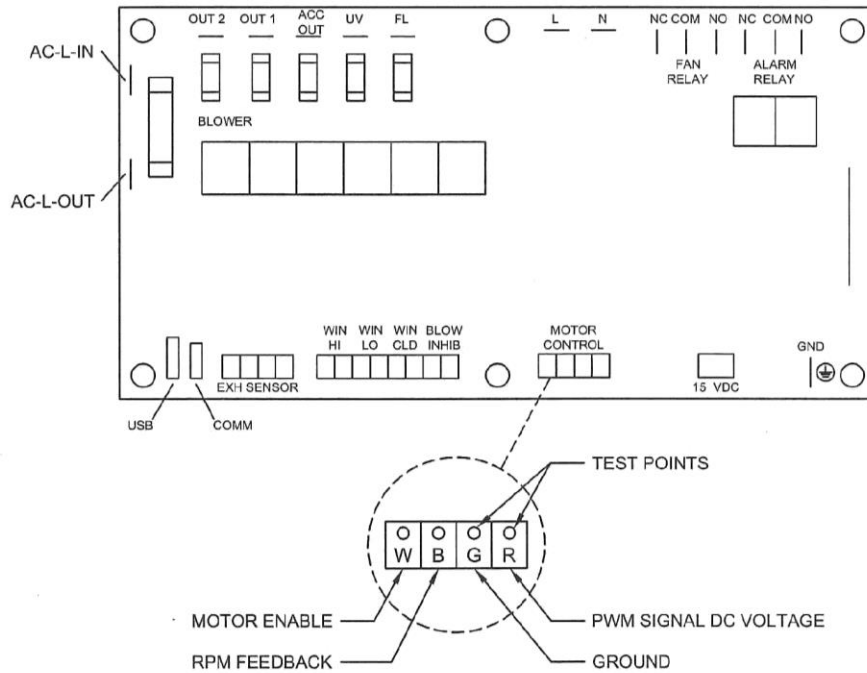 OUT 2 OUT 1 ACC OUT UV FL L N NC COM NO NC COM NO
FAN RELAY ALARM RELAY
AC-L-IN
BLOWER
AC-L-OUT
WIN HI WIN LO WIN CLD BLOW INHIB MOTOR CONTROL
GND
EXH SENSOR 15 VDC
USB COMM
TEST POINTS
W B G R
MOTOR ENABLE PWM SIGNAL DC VOLTAGE
RPM FEEDBACK GROUND